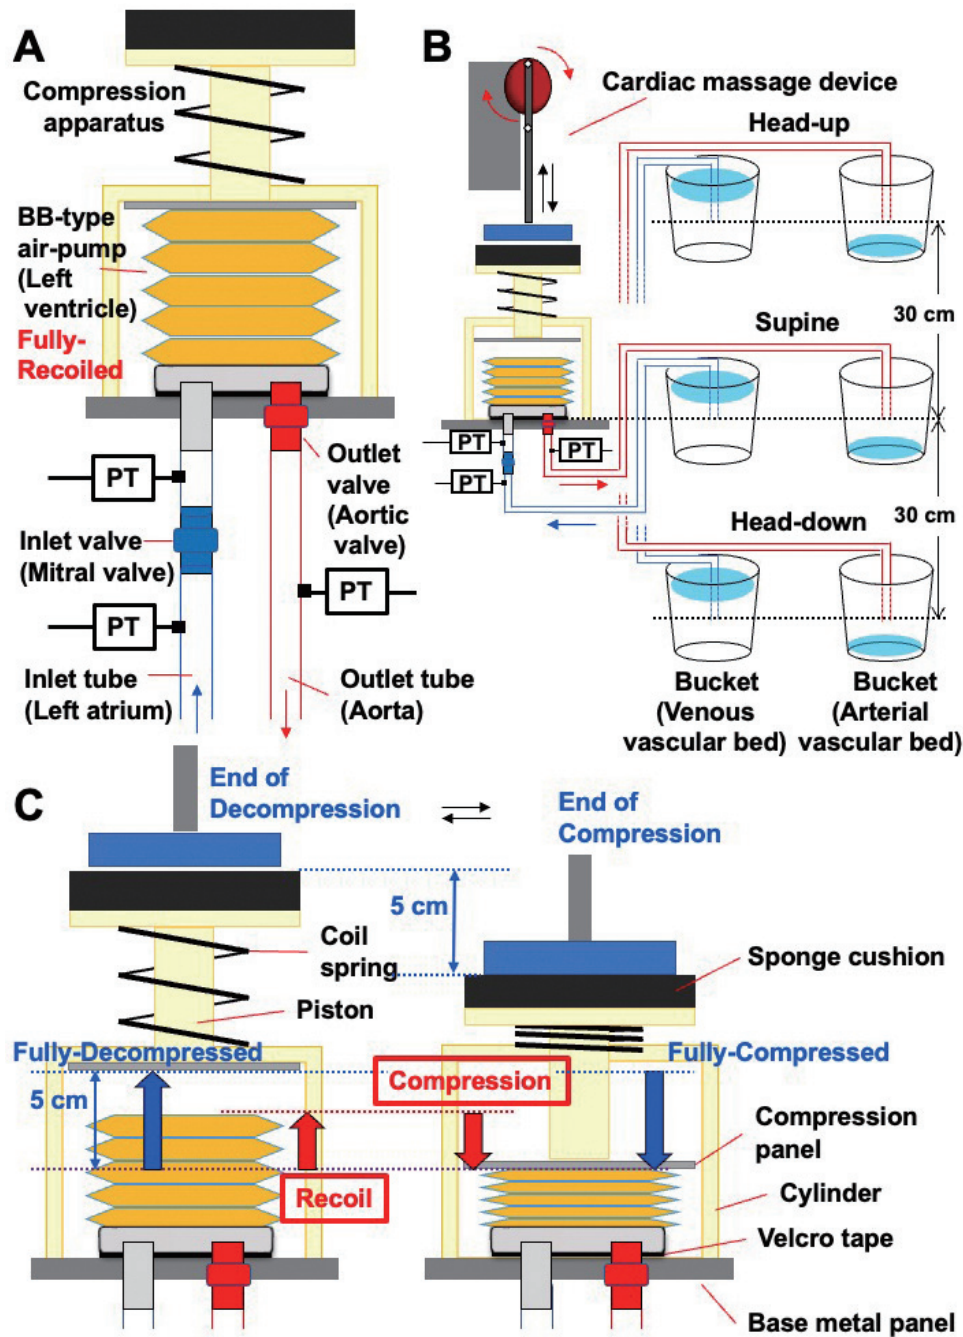 A
Compression
apparatus
BB-type
air-pump
(Left
ventricle)
Fully-
Recoiled
PT
Inlet valve
(Mitral valve)
PT
Inlet tube
(Left atrium)
Outlet
valve
(Aortic
valve)
PT
Outlet tube
(Aorta)
B
Cardiac massage device
Head-up
30 cm
Supine
PT
PT
PT
30 cm
Head-down
Bucket
(Venous
vascular bed)
Bucket
(Arterial
vascular bed)
C
End of
Decompression
End of
Compression
5 cm
Coil
spring
Piston
Sponge cushion
Fully-Decompressed
5 cm
Compression
Recoil
Fully-Compressed
Compression
panel
Cylinder
Velcro tape
Base metal panel